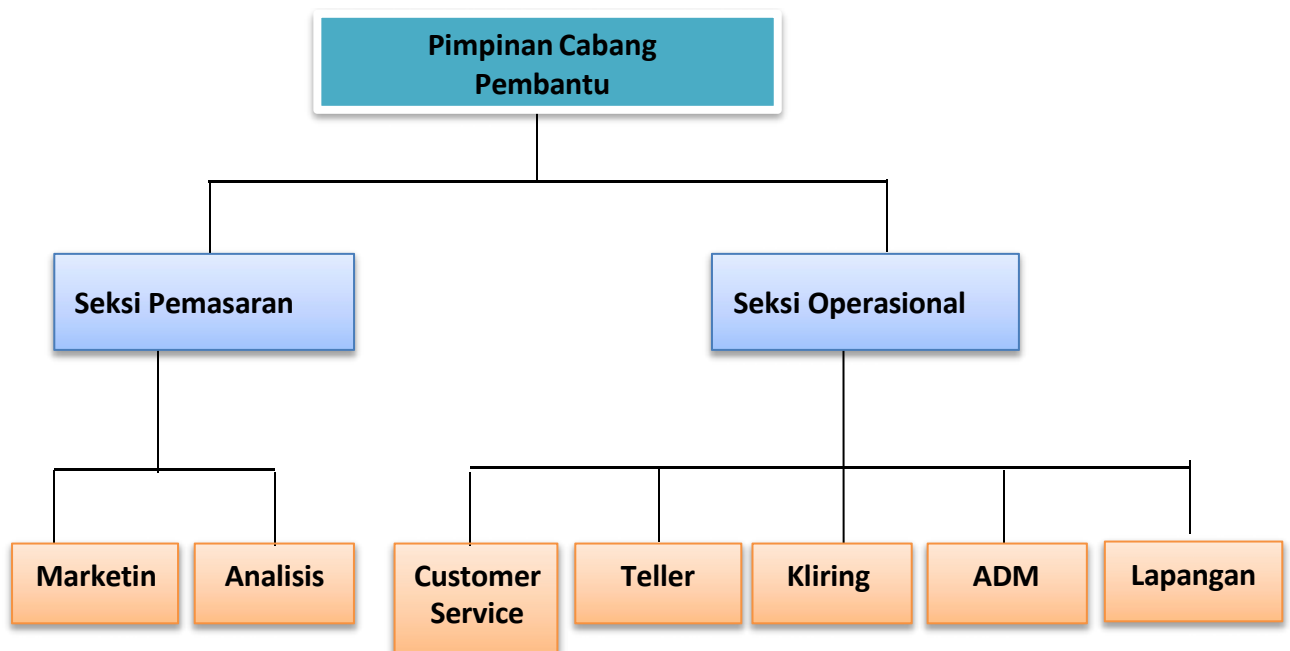 Pimpinan Cabang
Pembantu
Seksi Pemasaran
Seksi Operasional
Marketin
Analisis
Customer
Service
Teller
Kliring
ADM
Lapangan